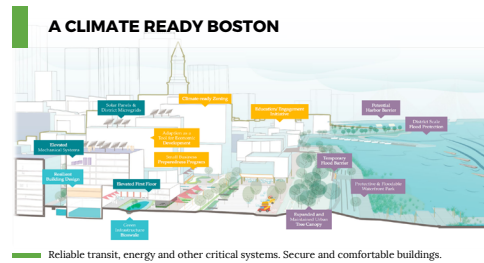 A CLIMATE READY BOSTON
Solar Panels &
District Microgrids
Climate-ready Zoning
Education/ Engagement
Initiative
Potential
Harbor Barrier
District Scale
Flood Protection
Adaption as a
Tool for Economic
Development
Elevated
Mechanical Systems
Small Business
Preparedness Program
Temporary
Flood Barrier
Resilient
Building Design
Elevated First Floor
Protective & Floodable
Waterfront Park
Green
Infrastructure
Bioswale
Expanded and
Maintained Urban
Tree Canopy
Reliable transit, energy and other critical systems. Secure and comfortable buildings.